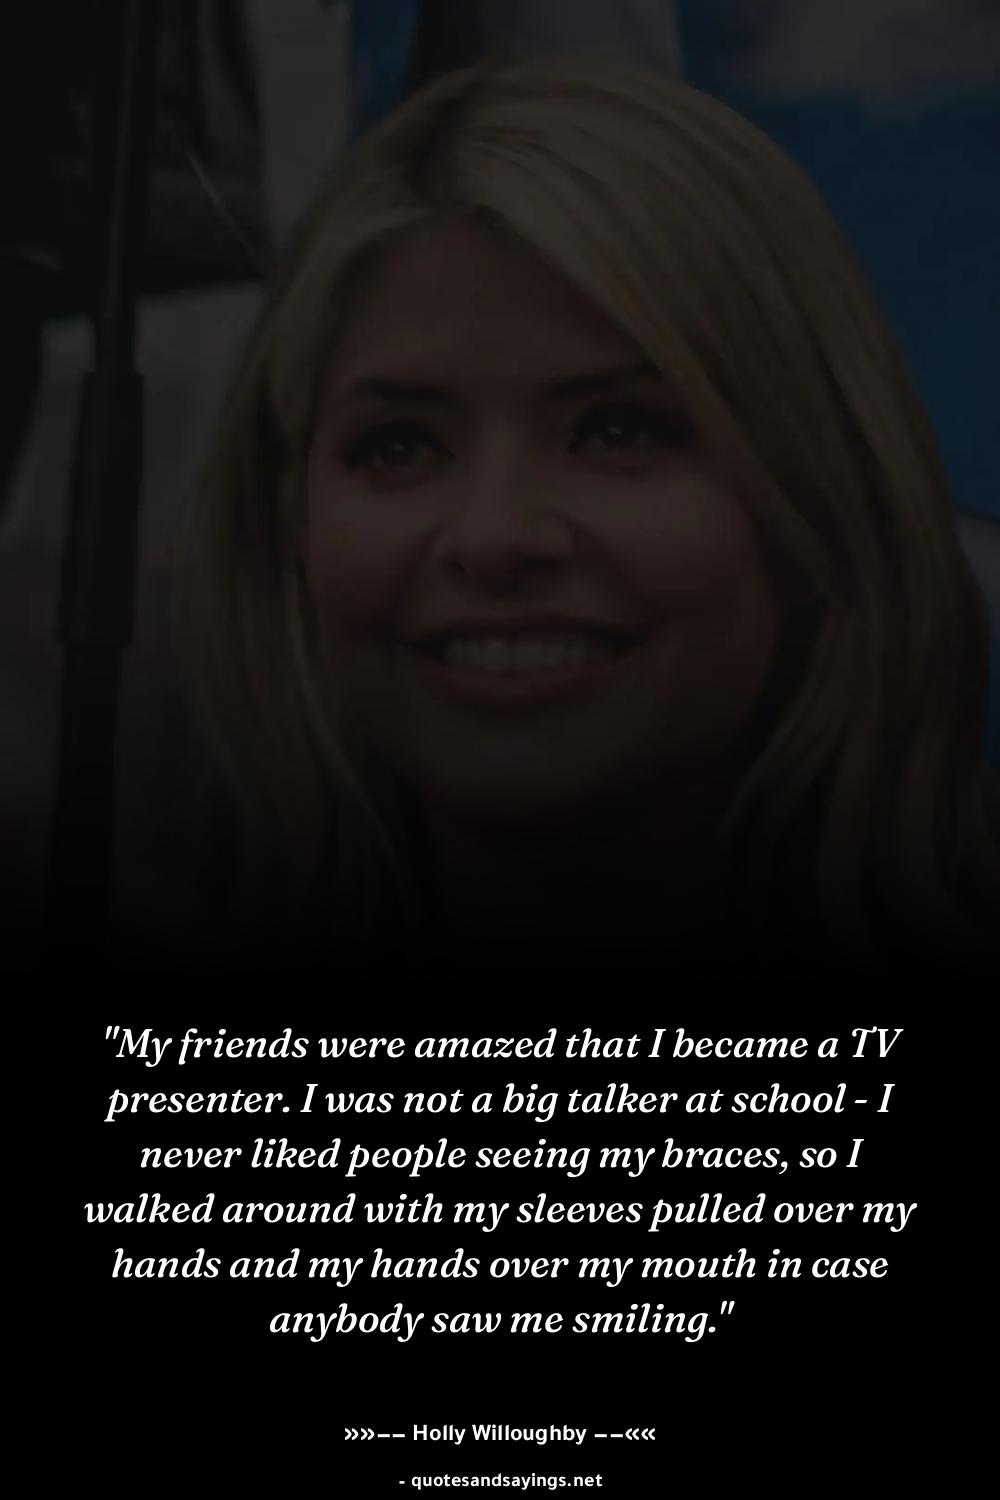 "My friends were amazed that I became a TV
presenter. I was not a big talker at school - I
never liked people seeing my braces, so I
walked around with my sleeves pulled over my
hands and my hands over my mouth in case
anybody saw me smiling."
»»−− Holly Willoughby −−««
- quotesandsayings.net